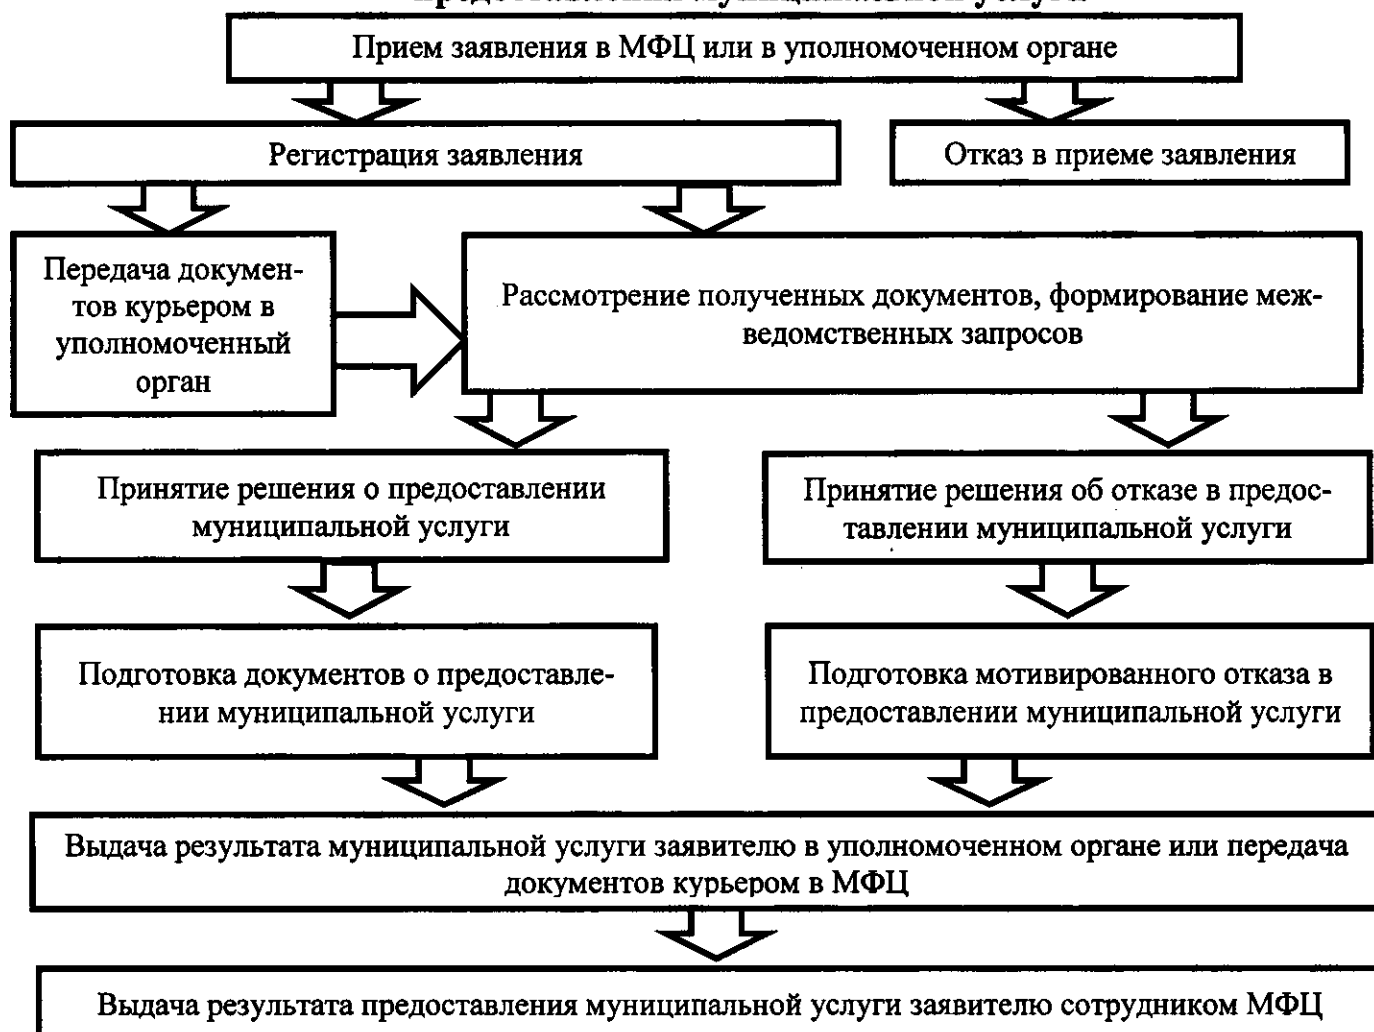 предоставления муниципальной услуги
Прием заявления в МФЦ или в уполномоченном органе
Регистрация заявления
Отказ в приеме заявления
Передача докумен-
тов курьером в
уполномоченный
орган
Рассмотрение полученных документов, формирование меж-
ведомственных запросов
Принятие решения о предоставлении
муниципальной услуги
Принятие решения об отказе в предос-
тавлении муниципальной услуги
Подготовка документов о предоставле-
нии муниципальной услуги
Подготовка мотивированного отказа в
предоставлении муниципальной услуги
Выдача результата муниципальной услуги заявителю в уполномоченном органе или передача
документов курьером в МФЦ
Выдача результата предоставления муниципальной услуги заявителю сотрудником МФЦ